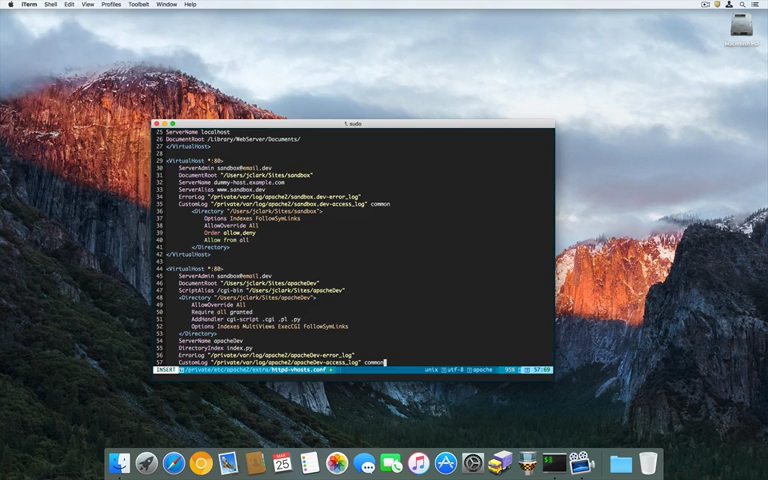 iTerm Shell Edit View Profiles Toolbelt Window Help
1. sudo
25 ServerName localhost
26 DocumentRoot /Library/WebServer/Documents/
27 </VirtualHost>
28
29 <VirtualHost *:80>
30 ServerAdmin sandbox@email.dev
31 DocumentRoot "/Users/jclark/Sites/sandbox"
32 ServerName dummy-host.example.com
33 ServerAlias www.sandbox.dev
34 ErrorLog "/private/var/log/apache2/sandbox.dev-error_log"
35 CustomLog "/private/var/log/apache2/sandbox.dev-access_log" common
36 <Directory "/Users/jclark/Sites/sandbox">
37 Options Indexes FollowSymLinks
38 AllowOverride All
39 Order allow,deny
40 Allow from all
41 </Directory>
42 </VirtualHost>
43
44 <VirtualHost *:80>
45 ServerAdmin sandbox@email.dev
46 DocumentRoot "/Users/jclark/Sites/apacheDev"
47 ScriptAlias /cgi-bin "/Users/jclark/Sites/apacheDev"
48 <Directory "/Users/jclark/Sites/apacheDev">
49 AllowOverride All
50 Require all granted
51 AddHandler cgi-script .cgi .pl .py
52 Options Indexes MultiViews ExecCGI FollowSymLinks
53 </Directory>
54 ServerName apacheDev
55 DirectoryIndex index.py
56 ErrorLog "/private/var/log/apache2/apacheDev-error_log"
57 CustomLog "/private/var/log/apache2/apacheDev-access_log" common
INSERT /private/etc/apache2/extra/httpd-vhosts.conf + unix utf-8 apache 95% 57:69
25